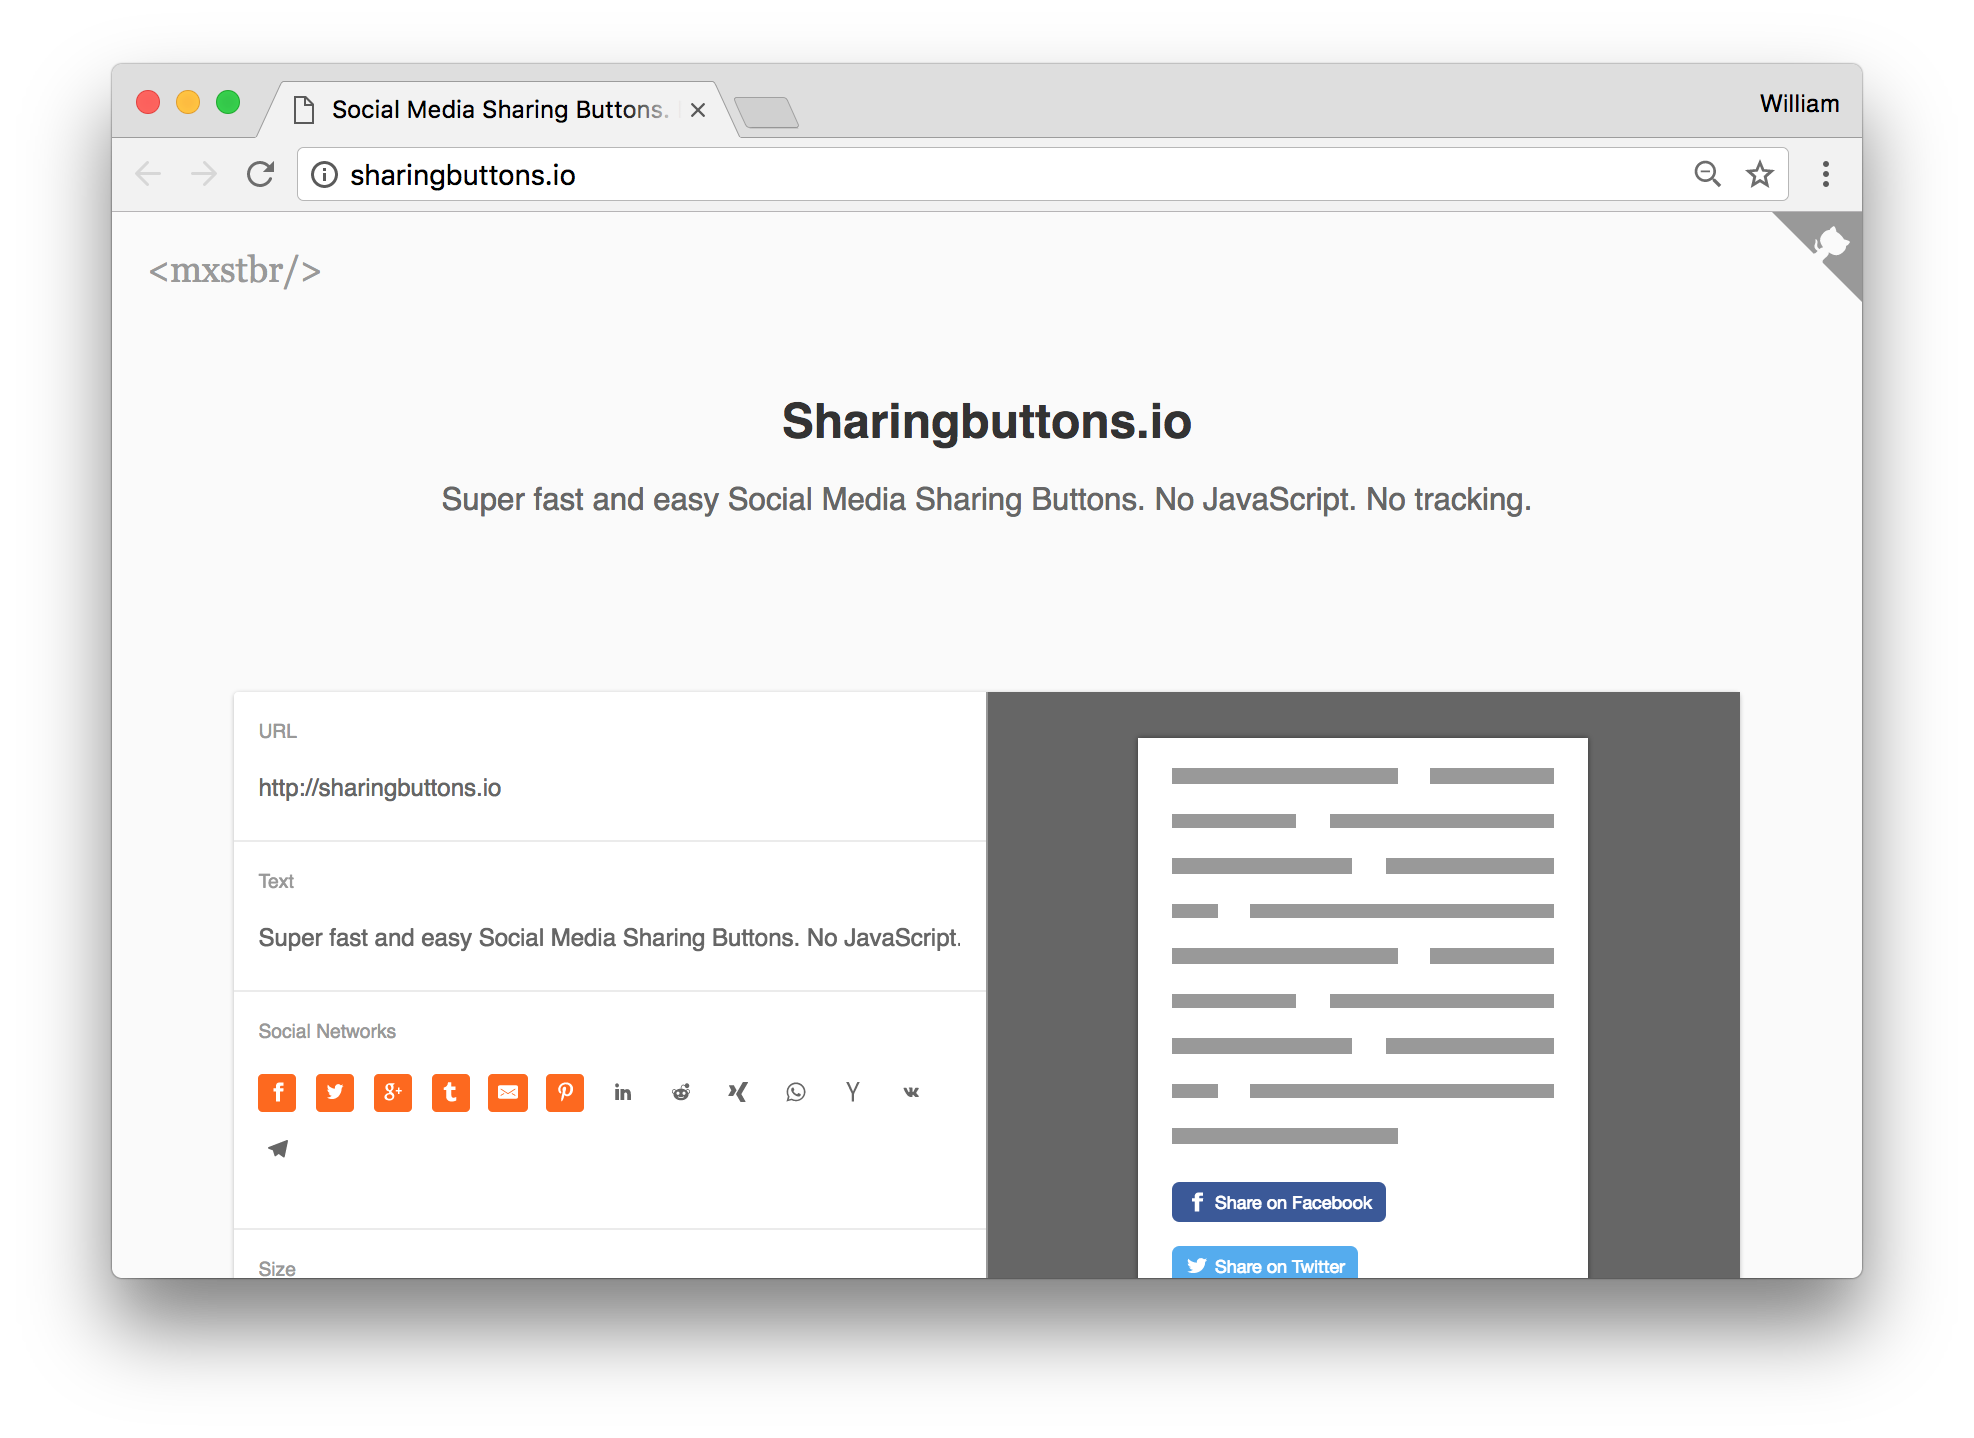 Social Media Sharing Buttons.
William
sharingbuttons.io
<mxstbr/>
Sharingbuttons.io
Super fast and easy Social Media Sharing Buttons. No JavaScript. No tracking.
URL
http://sharingbuttons.io
Text
Super fast and easy Social Media Sharing Buttons. No JavaScript.
Social Networks
Size
Share on Facebook
Share on Twitter